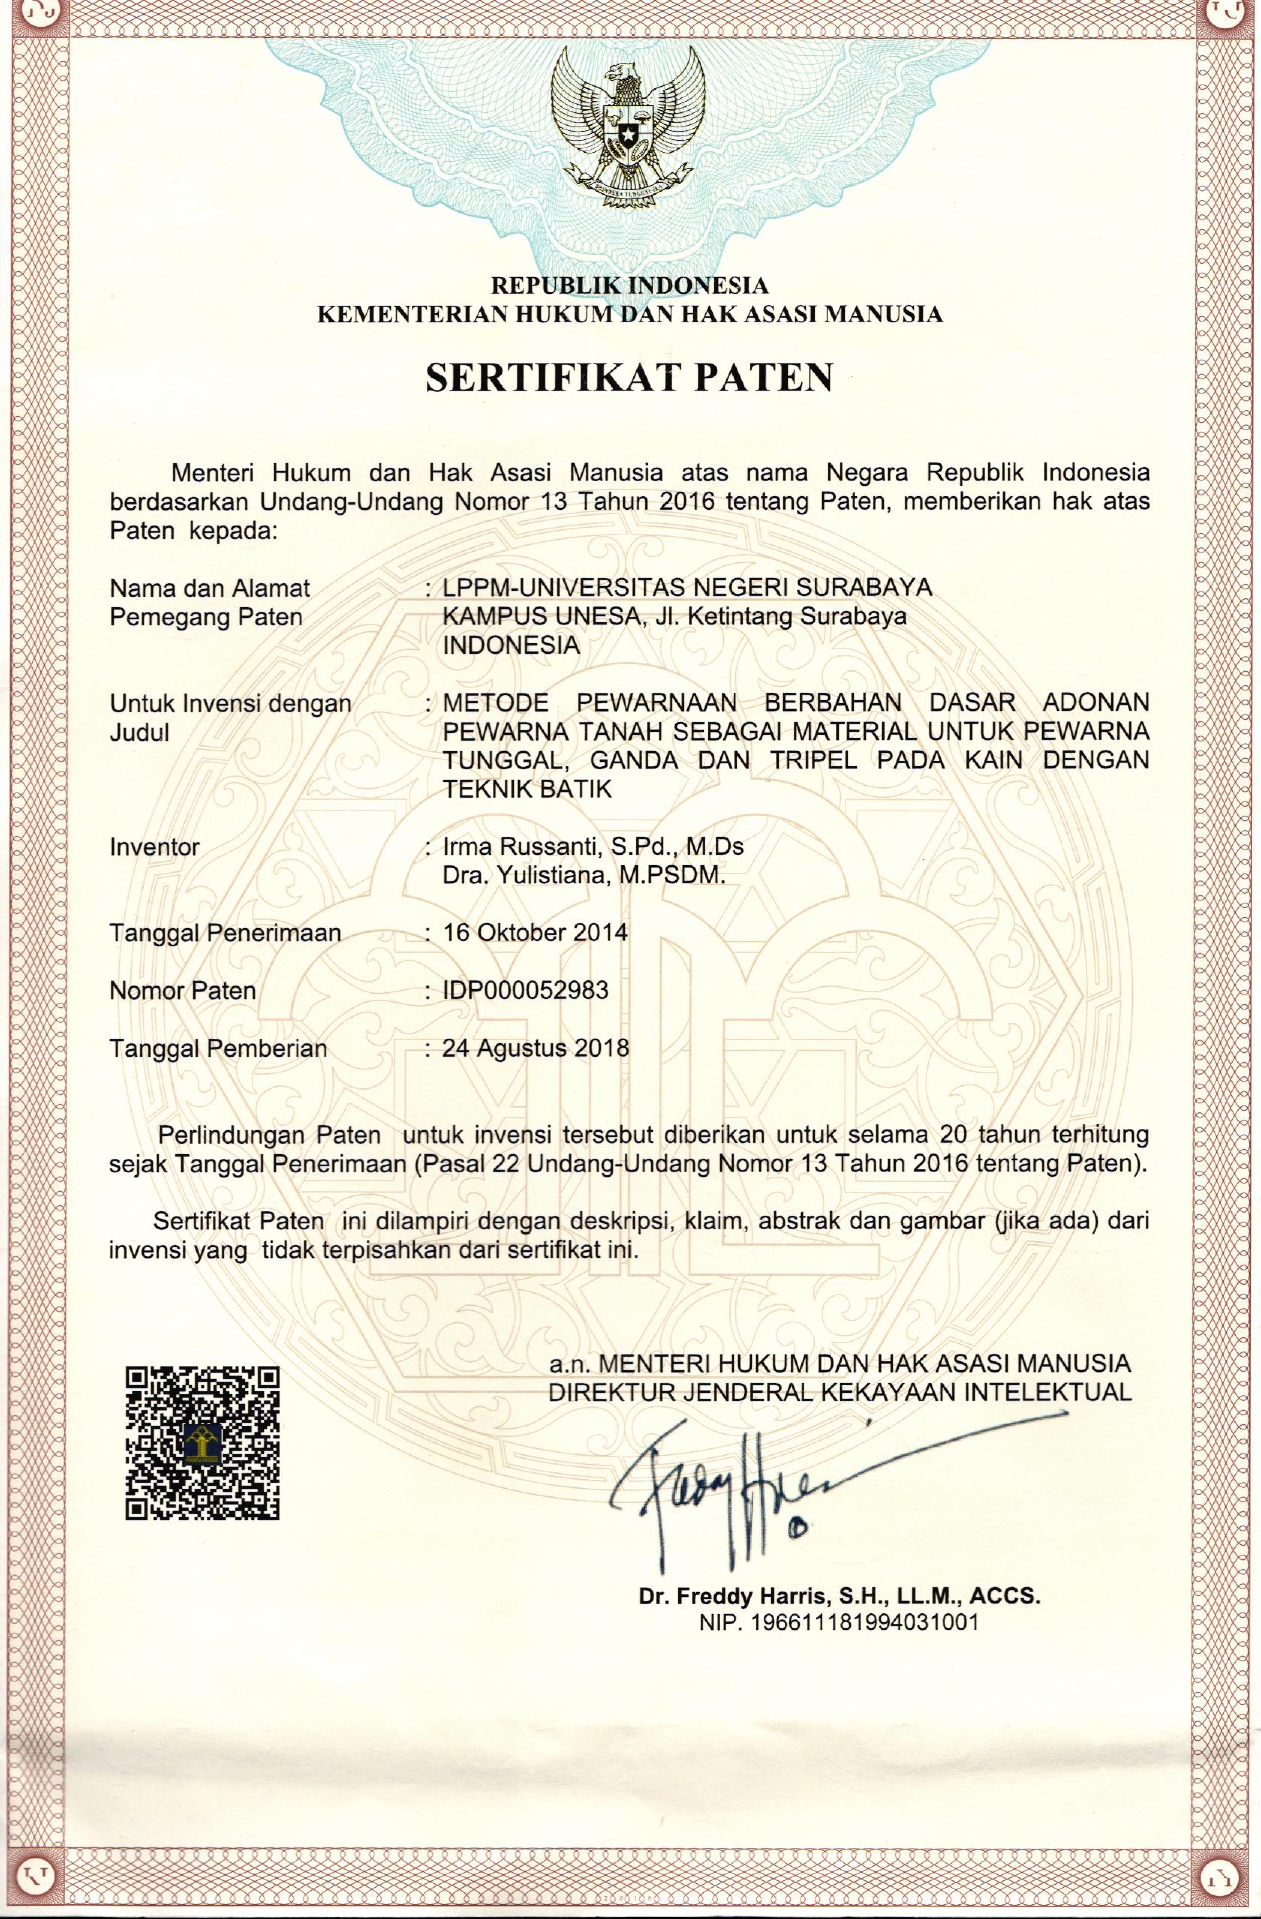 REPUBLIK INDONESIA
KEMENTERIAN HUKUM DAN HAK ASASI MANUSIA
SERTIFIKAT PATEN
Menteri Hukum dan Hak Asasi Manusia atas nama Negara Republik Indonesia
berdasarkan Undang-Undang Nomor 13 Tahun 2016 tentang Paten, memberikan hak atas
Paten kepada:
Nama dan Alamat : LPPM-UNIVERSITAS NEGERI SURABAYA
Pemegang Paten KAMPUS UNESA, Jl. Ketintang Surabaya
INDONESIA
Untuk Invensi dengan : METODE PEWARNAAN BERBAHAN DASAR ADONAN
Judul PEWARNA TANAH SEBAGAI MATERIAL UNTUK PEWARNA
TUNGGAL, GANDA DAN TRIPEL PADA KAIN DENGAN
TEKNIK BATIK
Inventor : Irma Russanti, S.Pd., M.Ds
Dra. Yulistiana, M.PSDM.
Tanggal Penerimaan : 16 Oktober 2014
Nomor Paten : IDP000052983
Tanggal Pemberian : 24 Agustus 2018
Perlindungan Paten untuk invensi tersebut diberikan untuk selama 20 tahun terhitung
sejak Tanggal Penerimaan (Pasal 22 Undang-Undang Nomor 13 Tahun 2016 tentang Paten).
Sertifikat Paten ini dilampiri dengan deskripsi, klaim, abstrak dan gambar (jika ada) dari
invensi yang tidak terpisahkan dari sertifikat ini.
a.n. MENTERI HUKUM DAN HAK ASASI MANUSIA
DIREKTUR JENDERAL KEKAYAAN INTELEKTUAL
Dr. Freddy Harris, S.H., LL.M., ACCS.
NIP. 196611181994031001